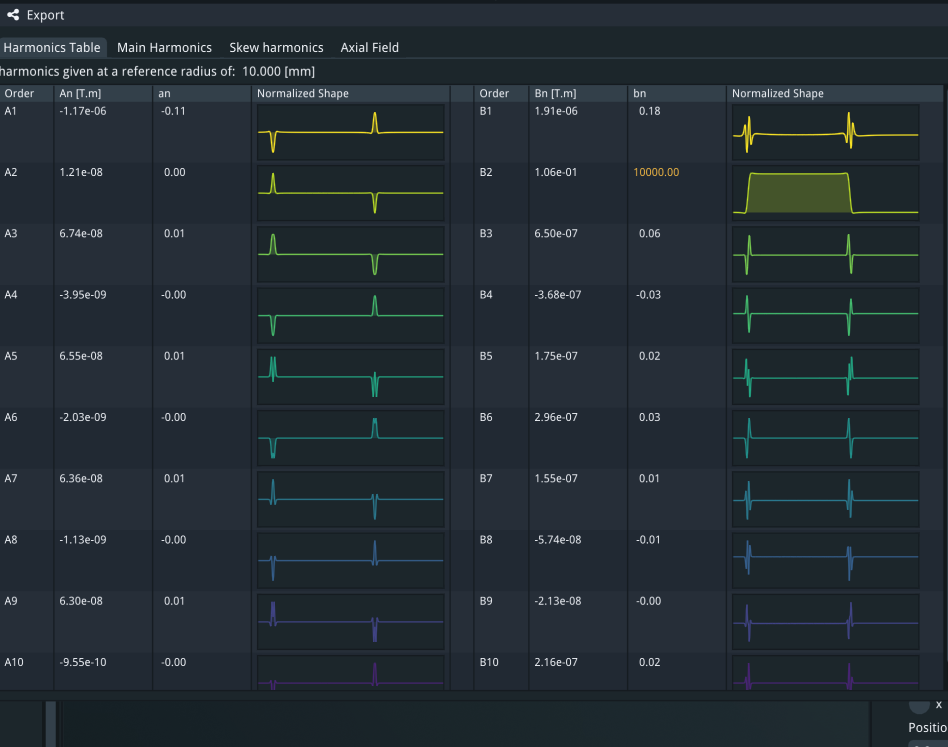 Export
Harmonics Table Main Harmonics Skew harmonics Axial Field
harmonics given at a reference radius of: 10.000 [mm]
Order An [T.m] an Normalized Shape Order Bn [T.m] bn Normalized Shape
A1 -1.17e-06 -0.11 B1 1.91e-06 0.18
A2 1.21e-08 0.00 B2 1.06e-01 10000.00
A3 6.74e-08 0.01 B3 6.50e-07 0.06
A4 -3.95e-09 -0.00 B4 -3.68e-07 -0.03
A5 6.55e-08 0.01 B5 1.75e-07 0.02
A6 -2.03e-09 -0.00 B6 2.96e-07 0.03
A7 6.36e-08 0.01 B7 1.55e-07 0.01
A8 -1.13e-09 -0.00 B8 -5.74e-08 -0.01
A9 6.30e-08 0.01 B9 -2.13e-08 -0.00
A10 -9.55e-10 -0.00 B10 2.16e-07 0.02
x
Positio